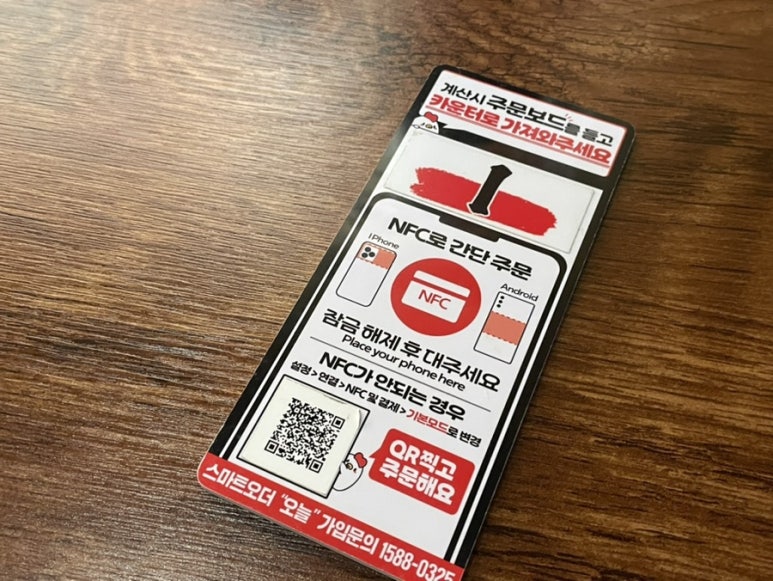 계산시 주문보드를 들고
카운터로 가져와주세요
1
NFC로 간단 주문
I Phone
NFC
Android
잠금 해제 후 대주세요
Place your phone here
NFC가 안되는 경우
설정 > 연결 > NFC 및 결제 > 기본모드로 변경
QR찍고
주문해요
스마트오더 "오늘" 가입문의 1588-0325